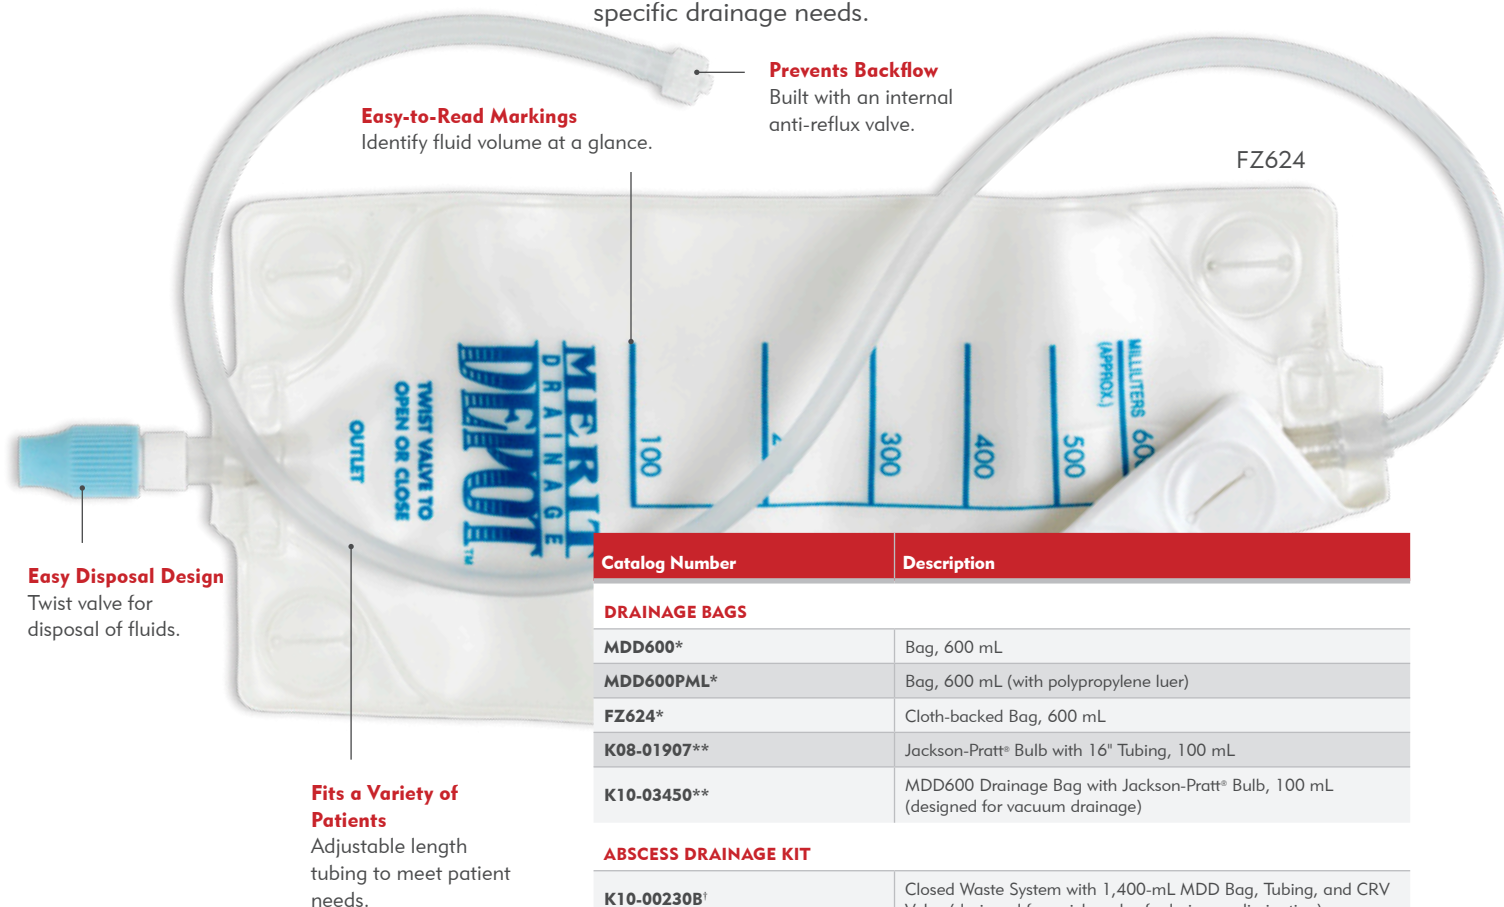 specific drainage needs.
Prevents Backflow
Built with an internal
anti-reflux valve.
Easy-to-Read Markings
Identify fluid volume at a glance.
FZ624
MERIT
DRAINAGE
DEPOT™
TWIST VALVE TO
OPEN OR CLOSE
OUTLET
100
300
400
500
MILLILITERS
(APPROX.)
Easy Disposal Design
Twist valve for
disposal of fluids.
Fits a Variety of
Patients
Adjustable length
tubing to meet patient
needs.
Catalog Number Description
DRAINAGE BAGS
MDD600* Bag, 600 mL
MDD600PML* Bag, 600 mL (with polypropylene luer)
FZ624* Cloth-backed Bag, 600 mL
K08-01907** Jackson-Pratt® Bulb with 16" Tubing, 100 mL
K10-03450** MDD600 Drainage Bag with Jackson-Pratt® Bulb, 100 mL
(designed for vacuum drainage)
ABSCESS DRAINAGE KIT
K10-00230B† Closed Waste System with 1,400-mL MDD Bag, Tubing, and CRV